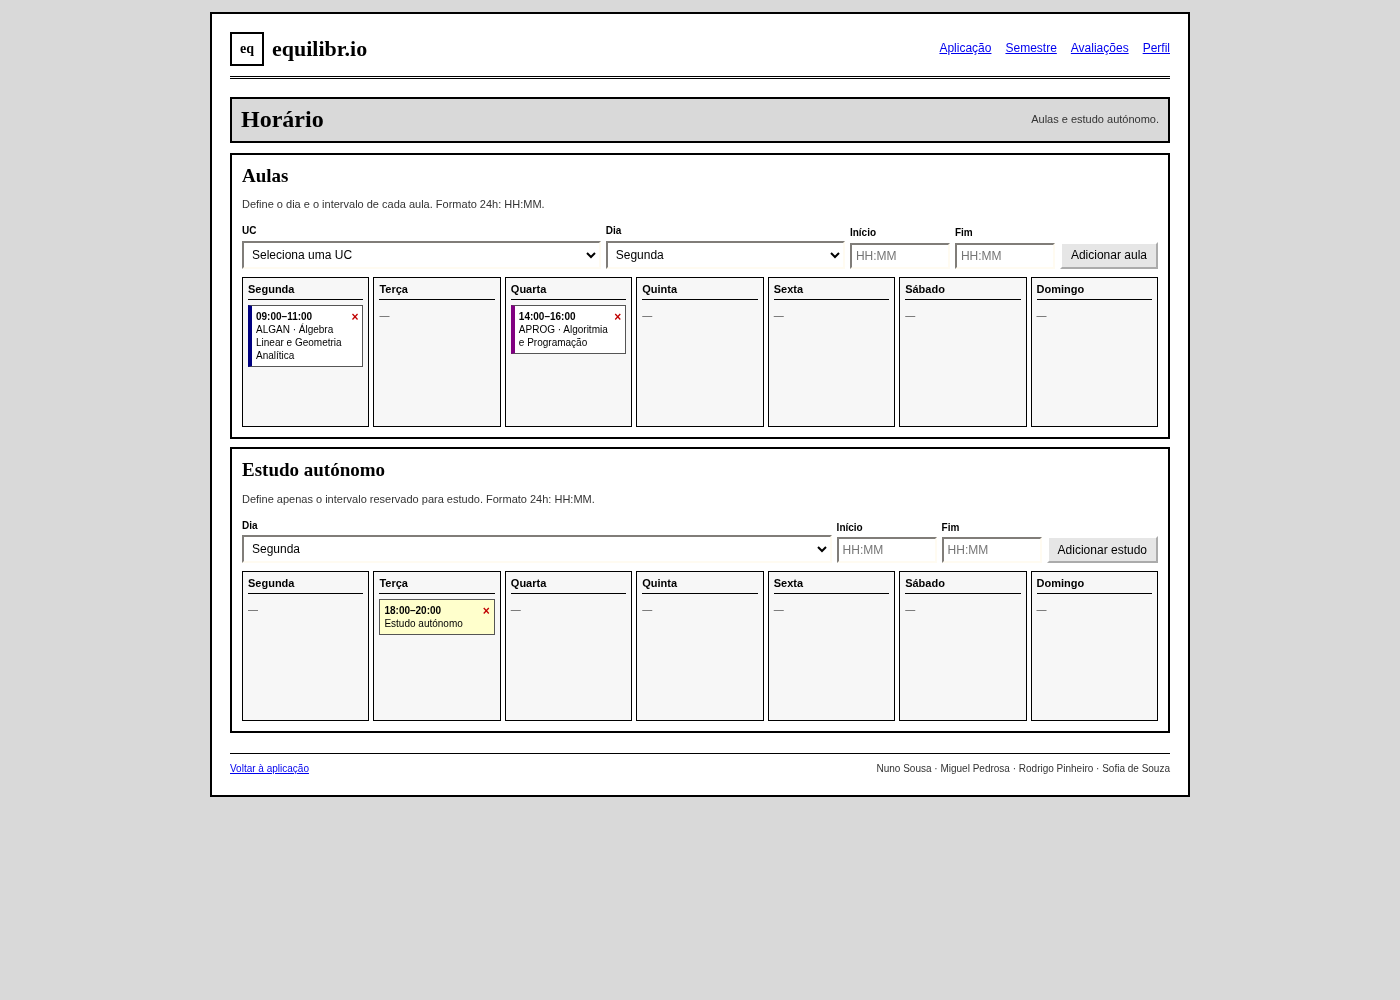 eq equilibr.io
Aplicação Semestre Avaliações Perfil
Horário
Aulas e estudo autónomo.
Aulas
Define o dia e o intervalo de cada aula. Formato 24h: HH:MM.
UC Dia Início Fim
Seleciona uma UC Segunda HH:MM HH:MM Adicionar aula
Segunda Terça Quarta Quinta Sexta Sábado Domingo
09:00–11:00 ×
ALGAN · Álgebra
Linear e Geometria
Analítica
—
14:00–16:00 ×
APROG · Algoritmia
e Programação
— — — —
Estudo autónomo
Define apenas o intervalo reservado para estudo. Formato 24h: HH:MM.
Dia Início Fim
Segunda HH:MM HH:MM Adicionar estudo
Segunda Terça Quarta Quinta Sexta Sábado Domingo
—
18:00–20:00 ×
Estudo autónomo
— — — — —
Voltar à aplicação
Nuno Sousa · Miguel Pedrosa · Rodrigo Pinheiro · Sofia de Souza